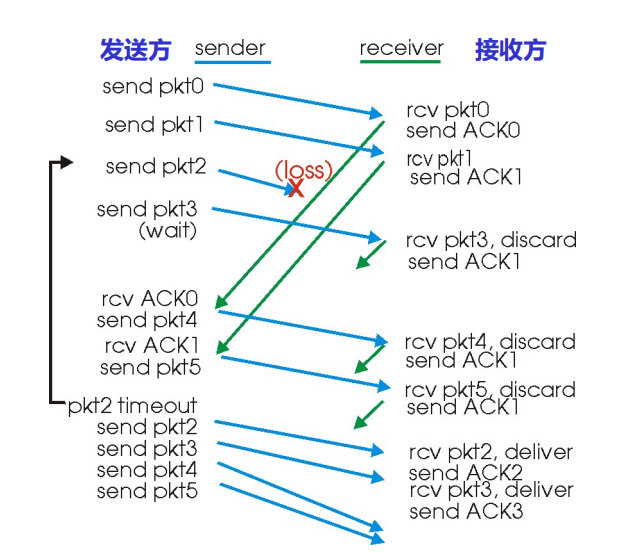 发送方 sender receiver 接收方
send pkt0
rcv pkt0
send ACK0
send pkt1
rcv pkt1
send ACK1
send pkt2
(loss)
X
send pkt3
(wait)
rcv pkt3, discard
send ACK1
rcv ACK0
send pkt4
rcv ACK1
send pkt5
rcv pkt4, discard
send ACK1
rcv pkt5, discard
send ACK1
pkt2 timeout
send pkt2
send pkt3
send pkt4
send pkt5
rcv pkt2, deliver
send ACK2
rcv pkt3, deliver
send ACK3